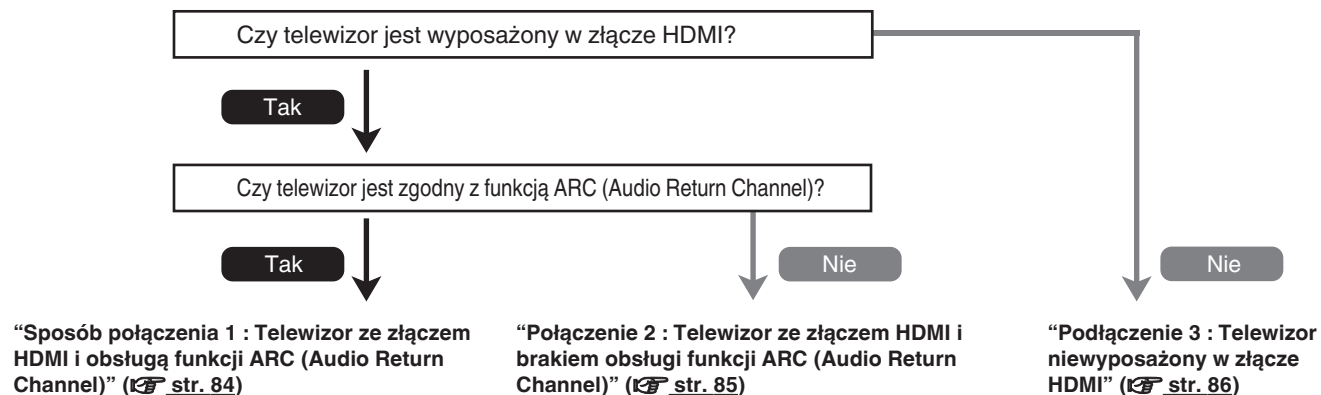 Czy telewizor jest wyposażony w złącze HDMI?
Tak
Czy telewizor jest zgodny z funkcją ARC (Audio Return Channel)?
Tak
Nie
Nie
“Sposób połączenia 1 : Telewizor ze złączem
HDMI i obsługą funkcji ARC (Audio Return
Channel)” (☞ str. 84)
“Połączenie 2 : Telewizor ze złączem HDMI i
brakiem obsługi funkcji ARC (Audio Return
Channel)” (☞ str. 85)
“Podłączenie 3 : Telewizor
niewyposażony w złącze
HDMI” (☞ str. 86)